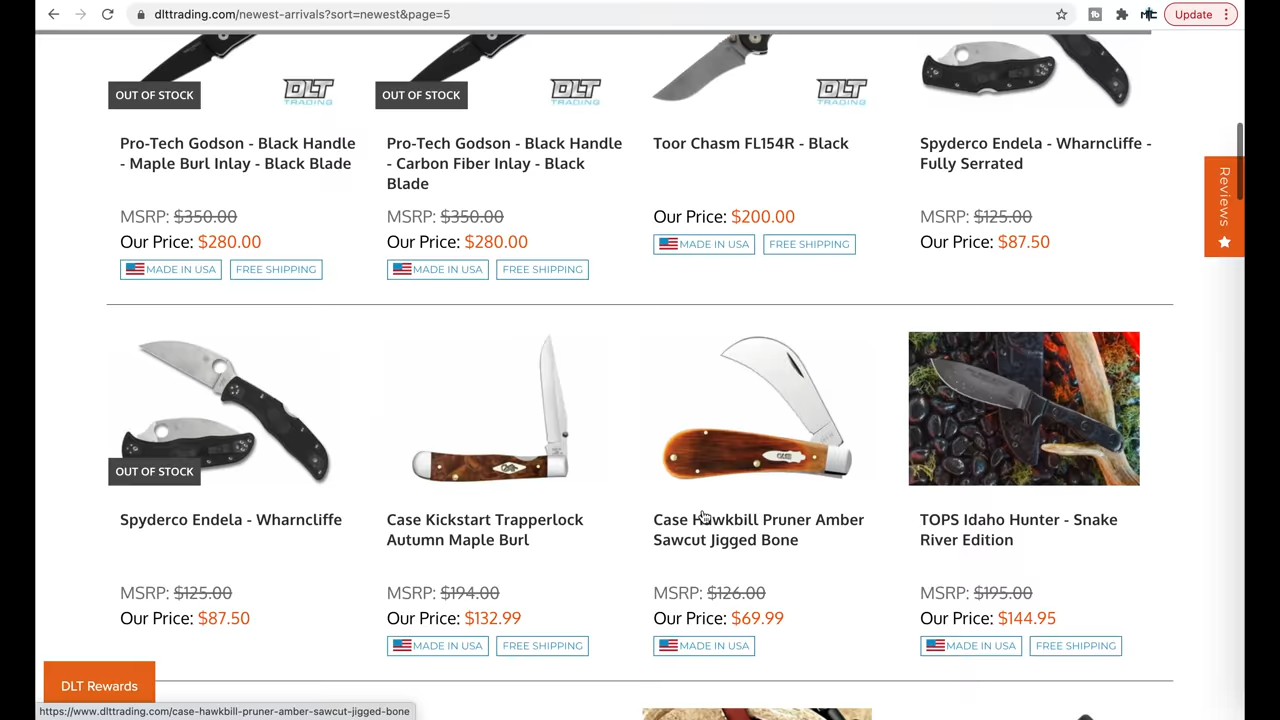 dlttrading.com/newest-arrivals?sort=newest&page=5
Update
OUT OF STOCK
DLT
TRADING
OUT OF STOCK
DLT
TRADING
DLT
TRADING
Pro-Tech Godson - Black Handle
- Maple Burl Inlay - Black Blade
MSRP: $350.00
Our Price: $280.00
MADE IN USA
FREE SHIPPING
Pro-Tech Godson - Black Handle
- Carbon Fiber Inlay - Black
Blade
MSRP: $350.00
Our Price: $280.00
MADE IN USA
FREE SHIPPING
Toor Chasm FL154R - Black
Our Price: $200.00
MADE IN USA
FREE SHIPPING
Spyderco Endela - Wharncliffe -
Fully Serrated
MSRP: $125.00
Our Price: $87.50
Reviews
OUT OF STOCK
Spyderco Endela - Wharncliffe
MSRP: $125.00
Our Price: $87.50
Case Kickstart Trapperlock
Autumn Maple Burl
MSRP: $194.00
Our Price: $132.99
MADE IN USA
FREE SHIPPING
CASE
Case Hawkbill Pruner Amber
Sawcut Jigged Bone
MSRP: $126.00
Our Price: $69.99
MADE IN USA
TOPS Idaho Hunter - Snake
River Edition
MSRP: $195.00
Our Price: $144.95
MADE IN USA
FREE SHIPPING
DLT Rewards
https://www.dlttrading.com/case-hawkbill-pruner-amber-sawcut-jigged-bone